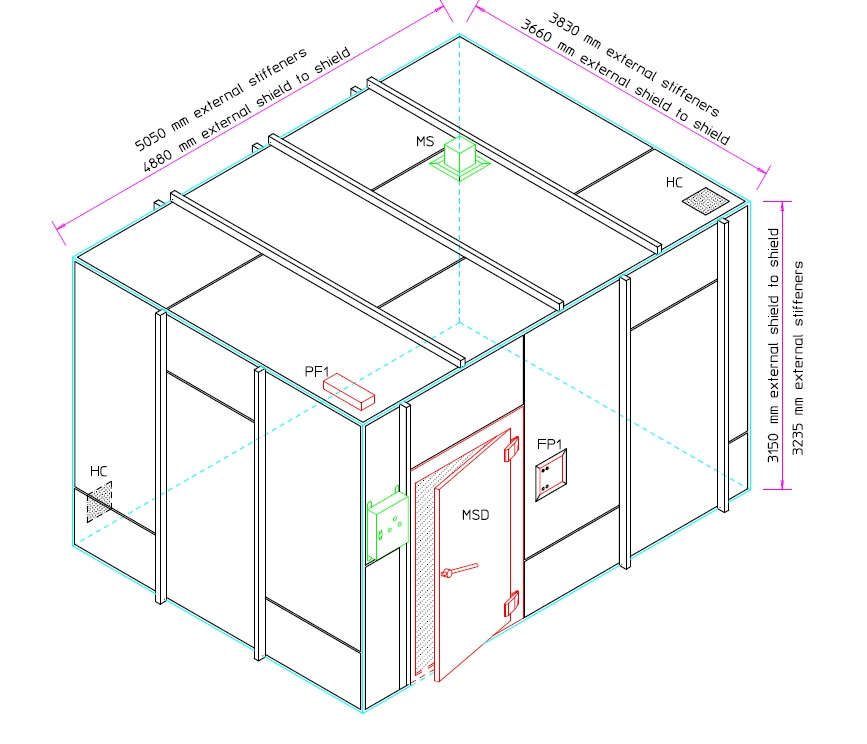 5050 mm external stiffeners
4880 mm external shield to shield
3830 mm external stiffeners
3660 mm external shield to shield
MS
HC
3150 mm external shield to shield
3235 mm external stiffeners
PF1
HC
FP1
MSD